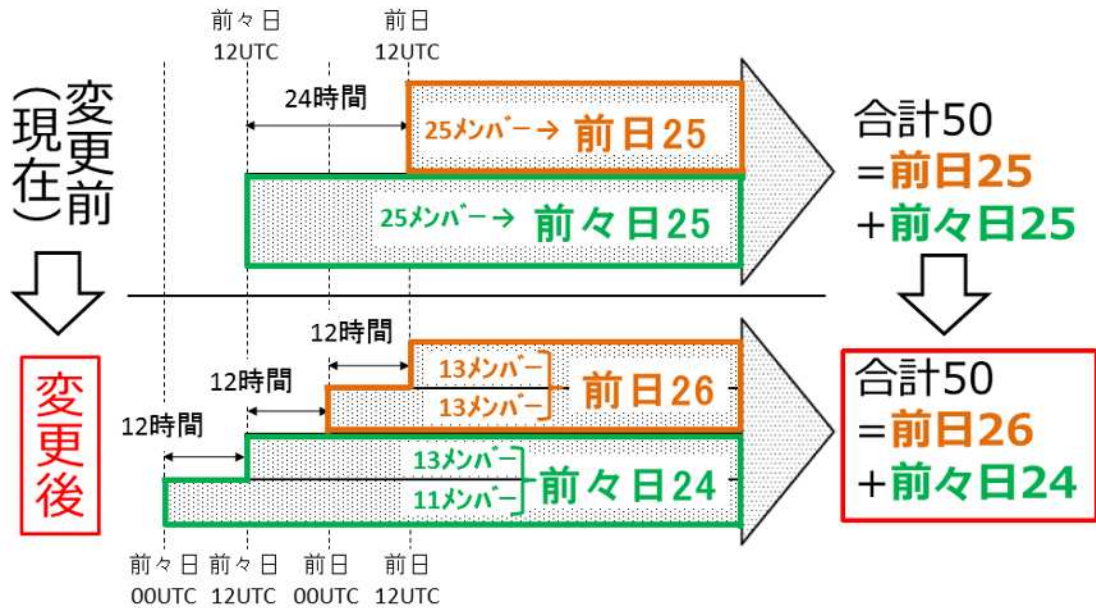 前々日
12UTC
前日
12UTC
変更前
(現在)
24時間
25メンバー→ 前日25
25メンバー→ 前々日25
合計50
=前日25
+前々日25
変更後
12時間
12時間
12時間
13メンバー
13メンバー
前日26
13メンバー
11メンバー
前々日24
合計50
=前日26
+前々日24
前々日
00UTC
前々日
12UTC
前日
00UTC
前日
12UTC